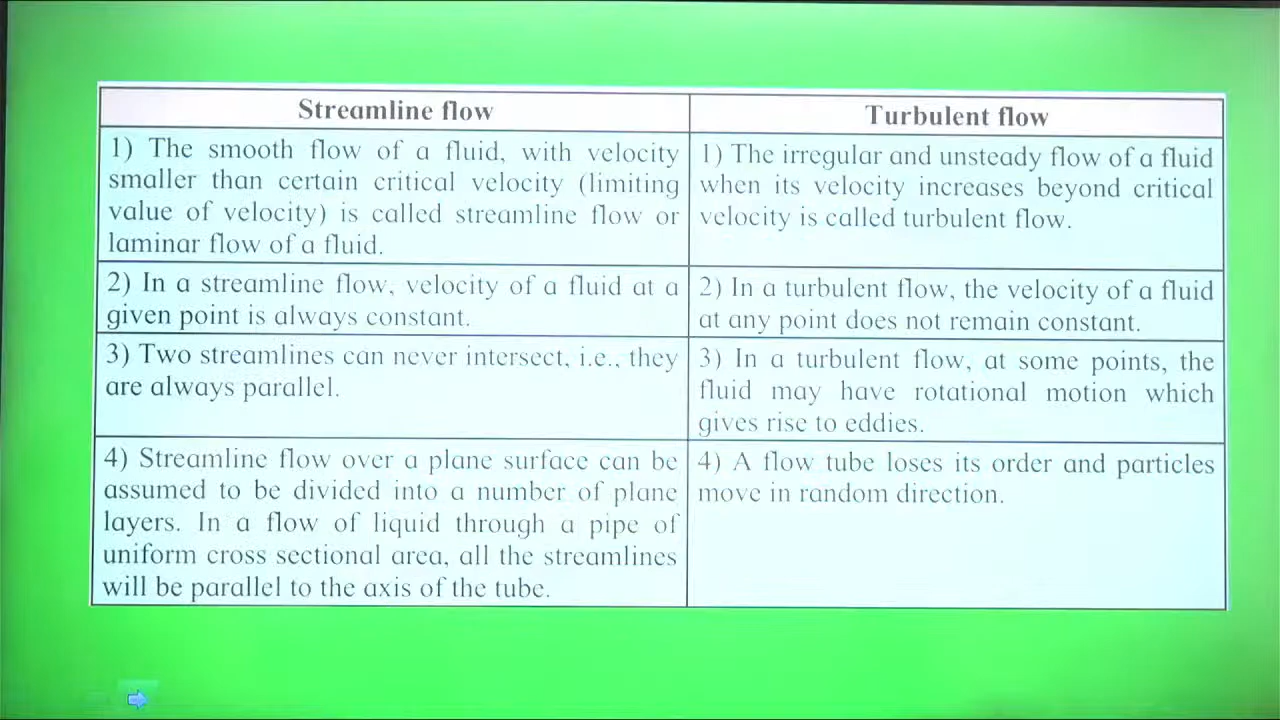 Streamline flow
Turbulent flow
1) The smooth flow of a fluid, with velocity
smaller than certain critical velocity (limiting
value of velocity) is called streamline flow or
laminar flow of a fluid.
1) The irregular and unsteady flow of a fluid
when its velocity increases beyond critical
velocity is called turbulent flow.
2) In a streamline flow, velocity of a fluid at a
given point is always constant.
2) In a turbulent flow, the velocity of a fluid
at any point does not remain constant.
3) Two streamlines can never intersect, i.e., they
are always parallel.
3) In a turbulent flow, at some points, the
fluid may have rotational motion which
gives rise to eddies.
4) Streamline flow over a plane surface can be
assumed to be divided into a number of plane
layers. In a flow of liquid through a pipe of
uniform cross sectional area, all the streamlines
will be parallel to the axis of the tube.
4) A flow tube loses its order and particles
move in random direction.